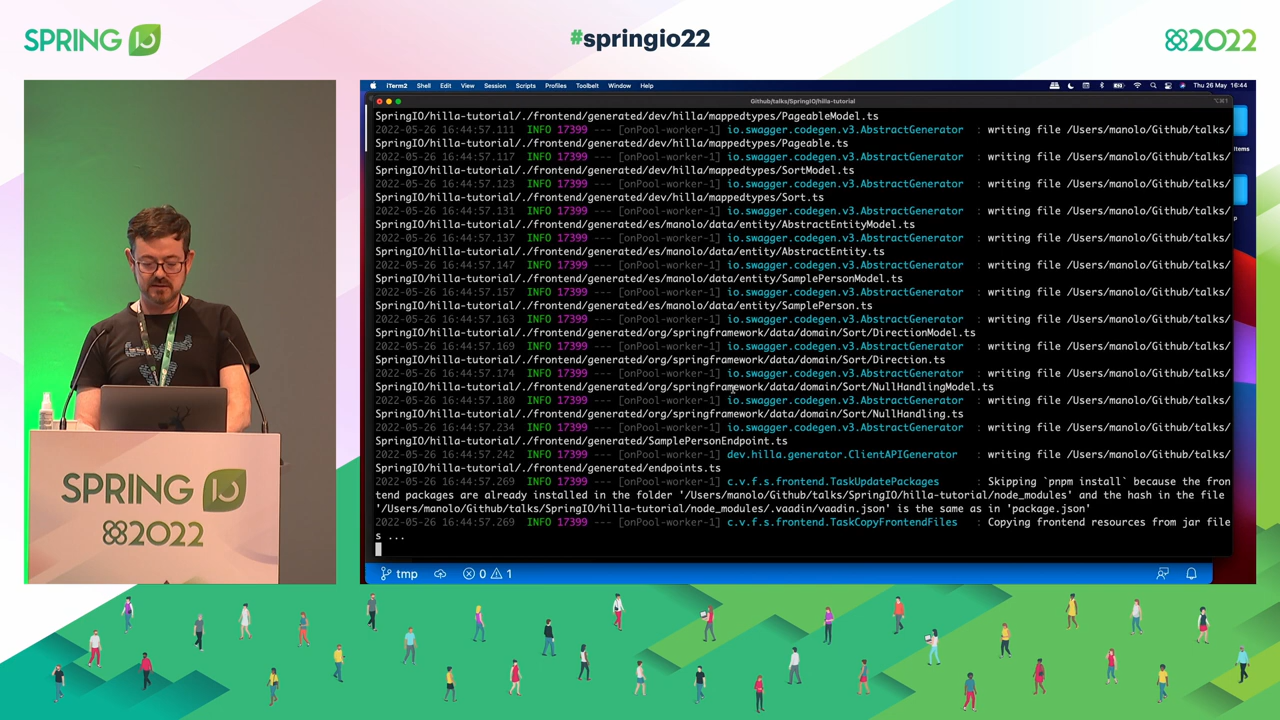 SPRING IO
#springio22
2022
iTerm2 Shell Edit View Session Scripts Profiles Toolbelt Window Help Thu 26 May 16:44
Github/talks/SpringIO/hilla-tutorial
SpringIO/hilla-tutorial/./frontend/generated/dev/hilla/mappedtypes/PageableModel.ts
2022-05-26 16:44:57.111 INFO 17399 --- [onPool-worker-1] io.swagger.codegen.v3.AbstractGenerator : writing file /Users/manolo/Github/talks/
SpringIO/hilla-tutorial/./frontend/generated/dev/hilla/mappedtypes/Pageable.ts
2022-05-26 16:44:57.117 INFO 17399 --- [onPool-worker-1] io.swagger.codegen.v3.AbstractGenerator : writing file /Users/manolo/Github/talks/
SpringIO/hilla-tutorial/./frontend/generated/dev/hilla/mappedtypes/SortModel.ts
2022-05-26 16:44:57.123 INFO 17399 --- [onPool-worker-1] io.swagger.codegen.v3.AbstractGenerator : writing file /Users/manolo/Github/talks/
SpringIO/hilla-tutorial/./frontend/generated/dev/hilla/mappedtypes/Sort.ts
2022-05-26 16:44:57.131 INFO 17399 --- [onPool-worker-1] io.swagger.codegen.v3.AbstractGenerator : writing file /Users/manolo/Github/talks/
SpringIO/hilla-tutorial/./frontend/generated/es/manolo/data/entity/AbstractEntityModel.ts
2022-05-26 16:44:57.137 INFO 17399 --- [onPool-worker-1] io.swagger.codegen.v3.AbstractGenerator : writing file /Users/manolo/Github/talks/
SpringIO/hilla-tutorial/./frontend/generated/es/manolo/data/entity/AbstractEntity.ts
2022-05-26 16:44:57.147 INFO 17399 --- [onPool-worker-1] io.swagger.codegen.v3.AbstractGenerator : writing file /Users/manolo/Github/talks/
SpringIO/hilla-tutorial/./frontend/generated/es/manolo/data/entity/SamplePersonModel.ts
2022-05-26 16:44:57.157 INFO 17399 --- [onPool-worker-1] io.swagger.codegen.v3.AbstractGenerator : writing file /Users/manolo/Github/talks/
SpringIO/hilla-tutorial/./frontend/generated/es/manolo/data/entity/SamplePerson.ts
2022-05-26 16:44:57.163 INFO 17399 --- [onPool-worker-1] io.swagger.codegen.v3.AbstractGenerator : writing file /Users/manolo/Github/talks/
SpringIO/hilla-tutorial/./frontend/generated/org/springframework/data/domain/Sort/DirectionModel.ts
2022-05-26 16:44:57.169 INFO 17399 --- [onPool-worker-1] io.swagger.codegen.v3.AbstractGenerator : writing file /Users/manolo/Github/talks/
SpringIO/hilla-tutorial/./frontend/generated/org/springframework/data/domain/Sort/Direction.ts
2022-05-26 16:44:57.174 INFO 17399 --- [onPool-worker-1] io.swagger.codegen.v3.AbstractGenerator : writing file /Users/manolo/Github/talks/
SpringIO/hilla-tutorial/./frontend/generated/org/springframework/data/domain/Sort/NullHandlingModel.ts
2022-05-26 16:44:57.180 INFO 17399 --- [onPool-worker-1] io.swagger.codegen.v3.AbstractGenerator : writing file /Users/manolo/Github/talks/
SpringIO/hilla-tutorial/./frontend/generated/org/springframework/data/domain/Sort/NullHandling.ts
2022-05-26 16:44:57.234 INFO 17399 --- [onPool-worker-1] io.swagger.codegen.v3.AbstractGenerator : writing file /Users/manolo/Github/talks/
SpringIO/hilla-tutorial/./frontend/generated/SamplePersonEndpoint.ts
2022-05-26 16:44:57.242 INFO 17399 --- [onPool-worker-1] dev.hilla.generator.ClientAPIGenerator : writing file /Users/manolo/Github/talks/
SpringIO/hilla-tutorial/./frontend/generated/endpoints.ts
2022-05-26 16:44:57.269 INFO 17399 --- [onPool-worker-1] c.v.f.s.frontend.TaskUpdatePackages : Skipping `pnpm install` because the fron
tend packages are already installed in the folder '/Users/manolo/Github/talks/SpringIO/hilla-tutorial/node_modules' and the hash in the file
'/Users/manolo/Github/talks/SpringIO/hilla-tutorial/node_modules/.vaadin/vaadin.json' is the same as in 'package.json'
2022-05-26 16:44:57.269 INFO 17399 --- [onPool-worker-1] c.v.f.s.frontend.TaskCopyFrontendFiles : Copying frontend resources from jar file
s ...
tmp 0 1
SPRING IO
2022